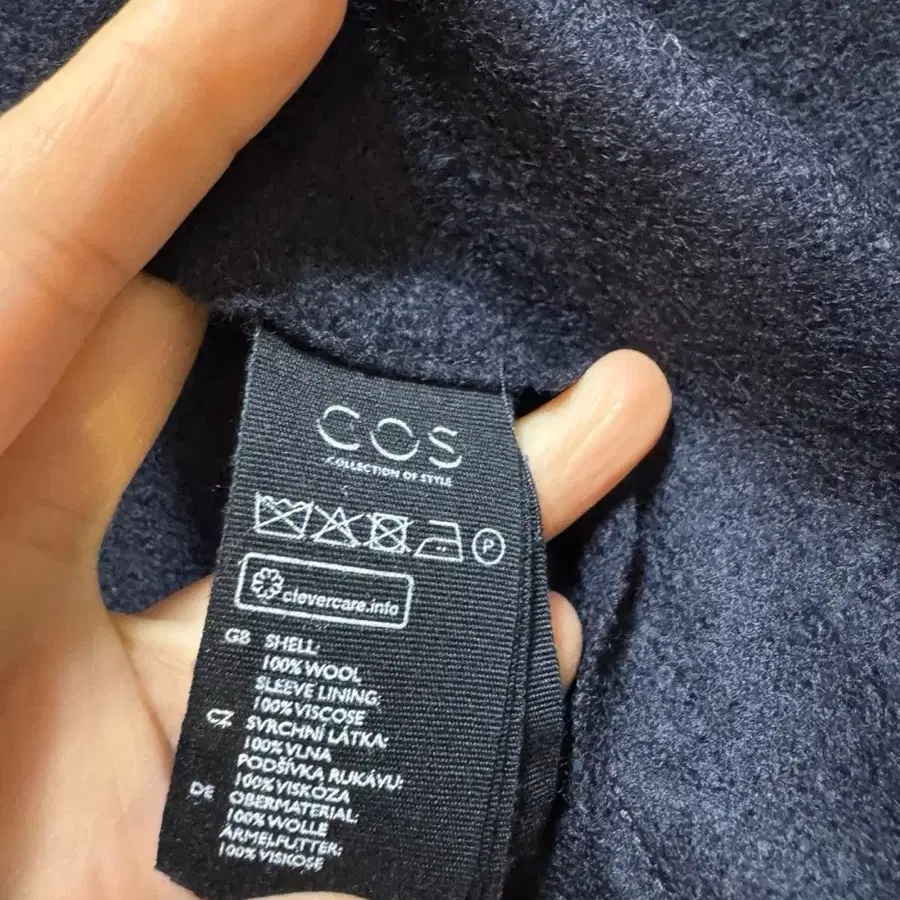 COS
COLLECTION OF STYLE
P
clevercare.info
GB SHELL:
100% WOOL
SLEEVE LINING:
100% VISCOSE
CZ SVRCHNÍ LÁTKA:
100% VLNA
PODŠÍVKA RUKÁVU:
100% VISKÓZA
DE OBERMATERIAL:
100% WOLLE
ÄRMELFUTTER:
100% VISKOSE